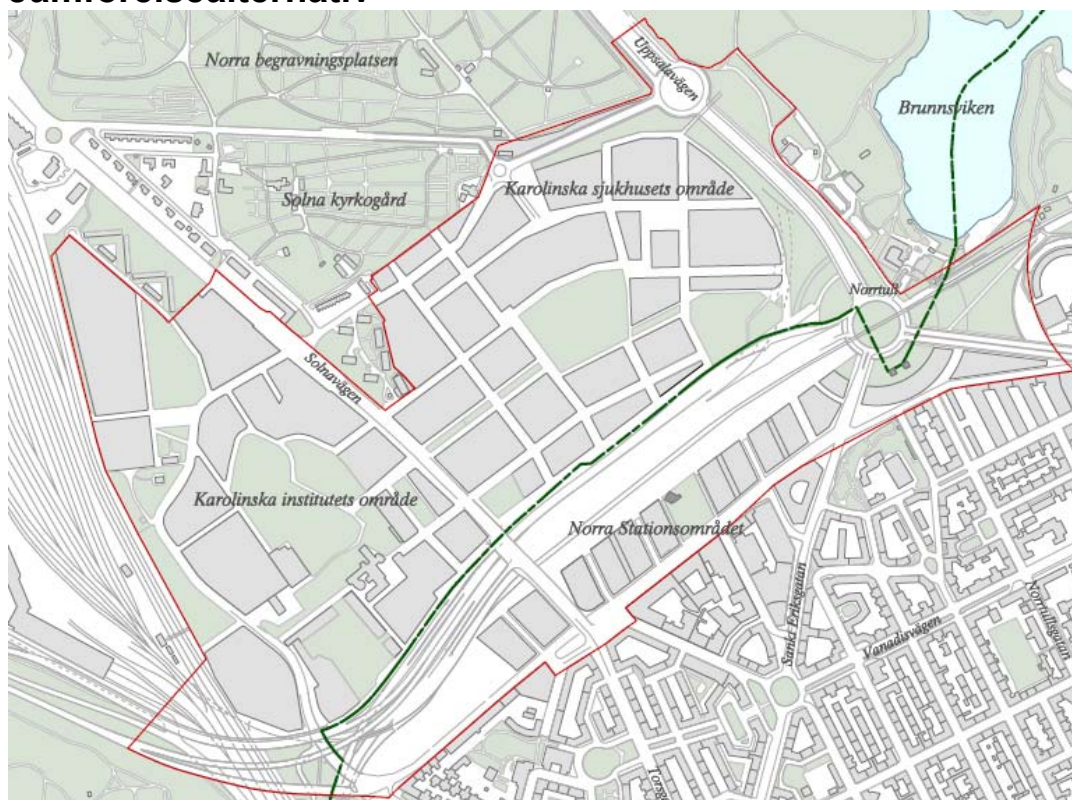 Norra begravningsplatsen
Uppsalavägen
Brunnsviken
Karolinska sjukhusets område
Solna kyrkogård
Norrtull
Solnavägen
Karolinska institutets område
Norra Stationsområdet
Sankt Eriksgatan
Vanadisvägen
Norrtullsgatan